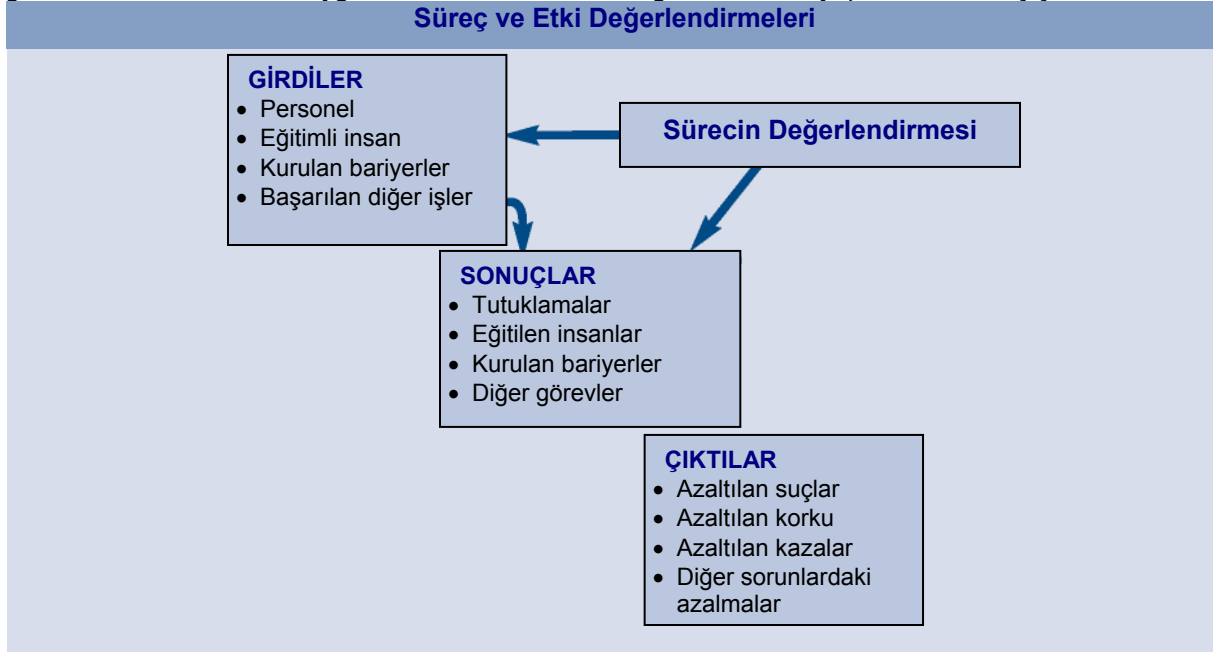 Süreç ve Etki Değerlendirmeleri
GİRDİLER
• Personel
• Eğitimli insan
• Kurulan bariyerler
• Başarılan diğer işler
Sürecin Değerlendirmesi
SONUÇLAR
• Tutuklamalar
• Eğitilen insanlar
• Kurulan bariyerler
• Diğer görevler
ÇIKTILAR
• Azaltılan suçlar
• Azaltılan korku
• Azaltılan kazalar
• Diğer sorunlardaki
azalmalar